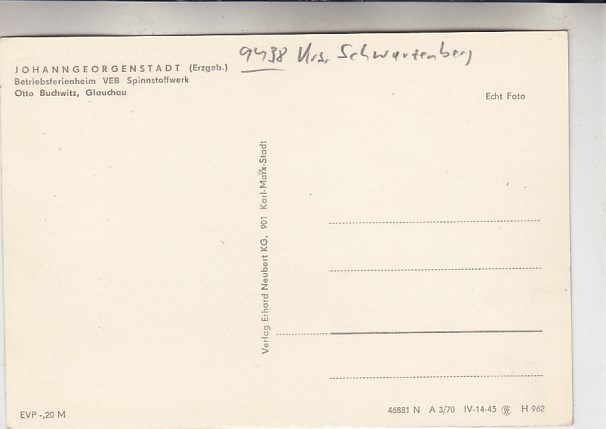 9438 Krs. Schwarzenberg
JOHANNGEORGENSTADT (Erzgeb.)
Betriebsferienheim VEB Spinnstoffwerk
Otto Buchwitz, Glauchau
Echt Foto
Verlag Erhard Neubert KG, 901 Karl-Marx-Stadt
EVP -,20 M
46881 N A 3/70 IV-14-45 H 962